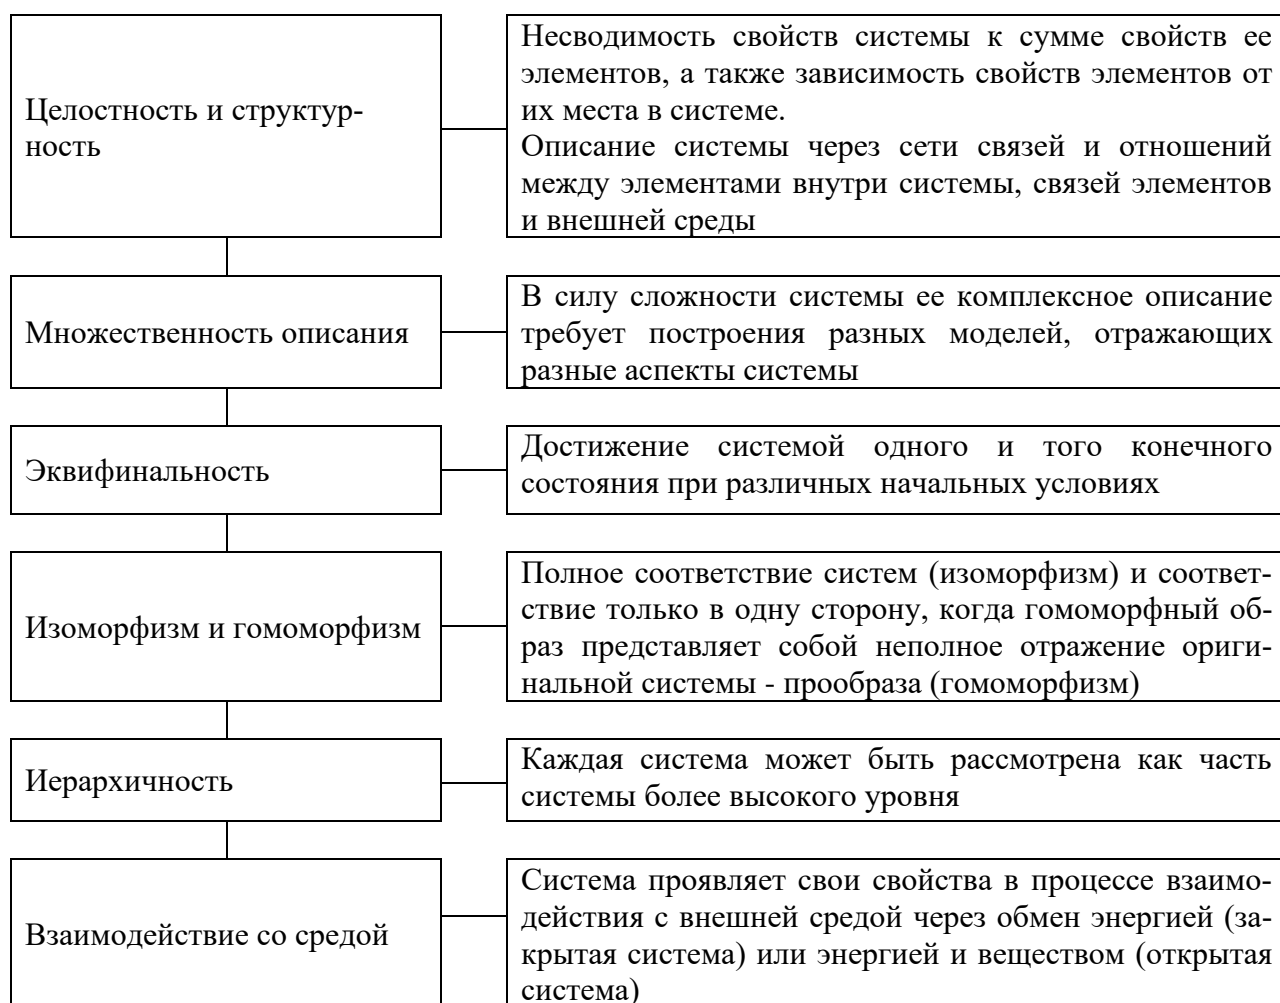 Целостность и структур-
ность
Несводимость свойств системы к сумме свойств ее
элементов, а также зависимость свойств элементов от
их места в системе.
Описание системы через сети связей и отношений
между элементами внутри системы, связей элементов
и внешней среды
Множественность описания
В силу сложности системы ее комплексное описание
требует построения разных моделей, отражающих
разные аспекты системы
Эквифинальность
Достижение системой одного и того конечного
состояния при различных начальных условиях
Изоморфизм и гомоморфизм
Полное соответствие систем (изоморфизм) и соответ-
ствие только в одну сторону, когда гомоморфный об-
раз представляет собой неполное отражение ориги-
нальной системы - прообраза (гомоморфизм)
Иерархичность
Каждая система может быть рассмотрена как часть
системы более высокого уровня
Взаимодействие со средой
Система проявляет свои свойства в процессе взаимо-
действия с внешней средой через обмен энергией (за-
крытая система) или энергией и веществом (открытая
система)